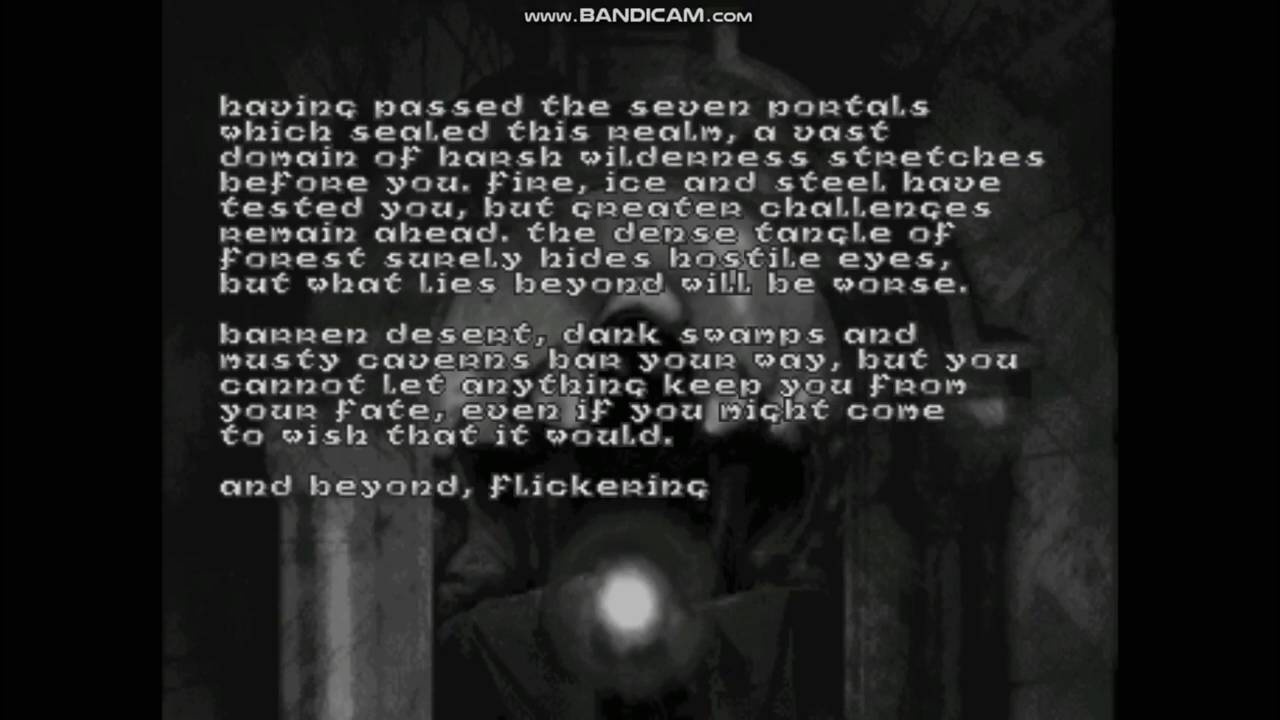 www.BANDICAM.com
having passed the seven portals
which sealed this realm, a vast
domain of harsh wilderness stretches
before you. fire, ice and steel have
tested you, but greater challenges
remain ahead. the dense tangle of
forest surely hides hostile eyes,
but what lies beyond will be worse.
barren desert, dank swamps and
musty caverns bar your way, but you
cannot let anything keep you from
your fate, even if you might come
to wish that it would.
and beyond, flickering